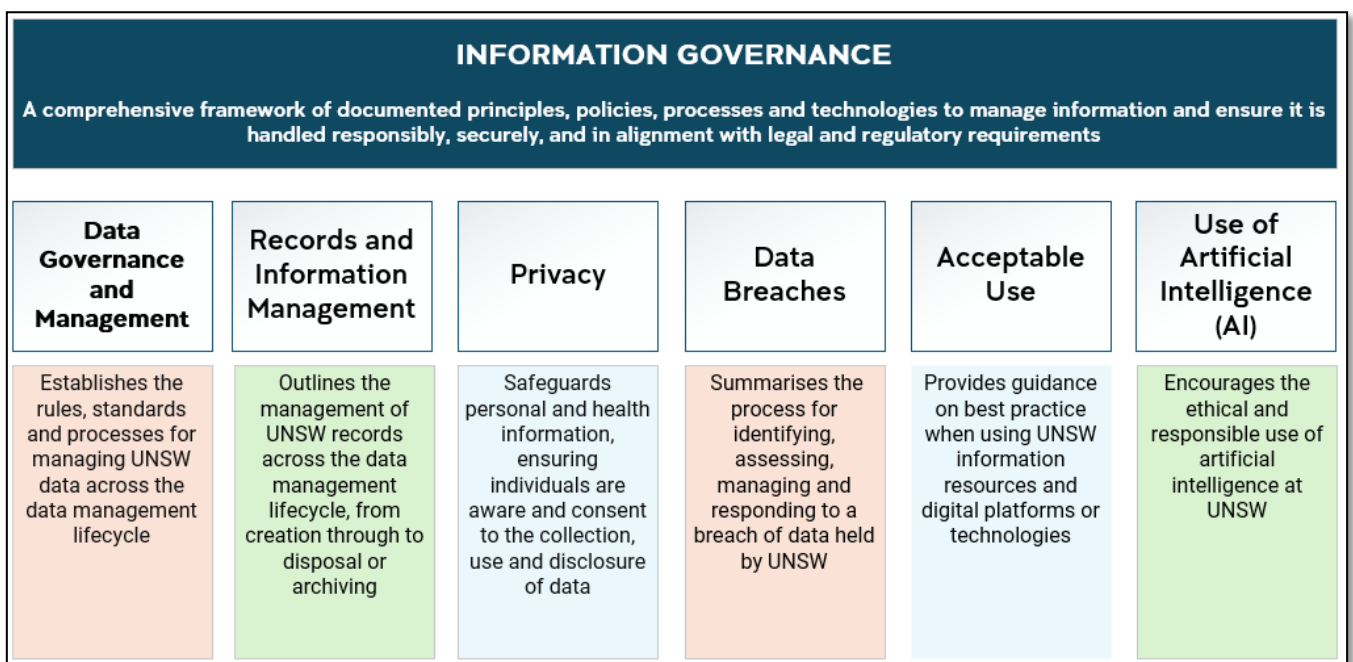 INFORMATION GOVERNANCE
A comprehensive framework of documented principles, policies, processes and technologies to manage information and ensure it is
handled responsibly, securely, and in alignment with legal and regulatory requirements
Data
Governance
and
Management
Establishes the
rules, standards
and processes for
managing UNSW
data across the
data management
lifecycle
Records and
Information
Management
Outlines the
management of
UNSW records
across the data
management
lifecycle, from
creation through to
disposal or
archiving
Privacy
Safeguards
personal and health
information,
ensuring
individuals are
aware and consent
to the collection,
use and disclosure
of data
Data
Breaches
Summarises the
process for
identifying,
assessing,
managing and
responding to a
breach of data held
by UNSW
Acceptable
Use
Provides guidance
on best practice
when using UNSW
information
resources and
digital platforms or
technologies
Use of
Artificial
Intelligence
(AI)
Encourages the
ethical and
responsible use of
artificial
intelligence at
UNSW